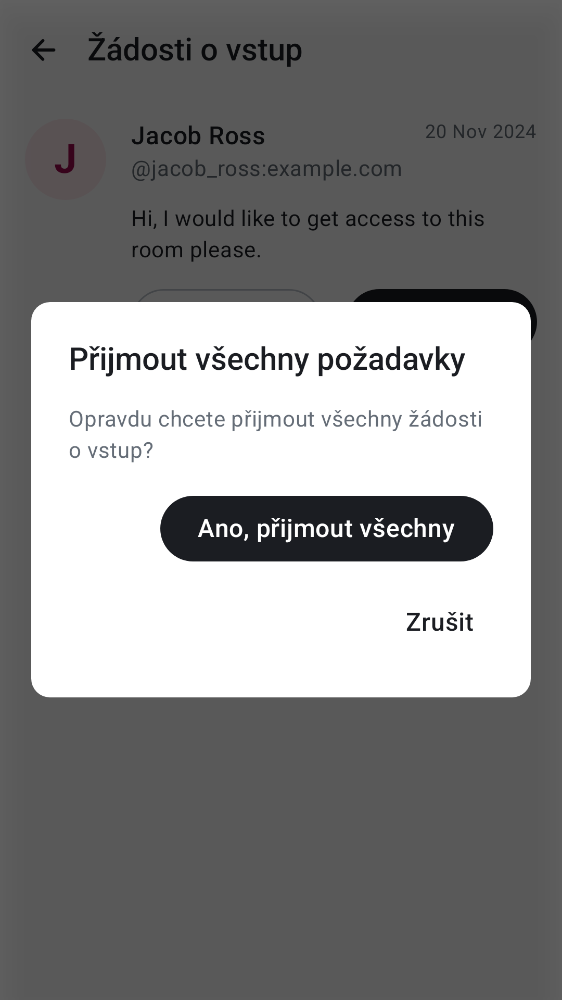 Žádosti o vstup
J
Jacob Ross
20 Nov 2024
@jacob_ross:example.com
Hi, I would like to get access to this
room please.
Přijmout všechny požadavky
Opravdu chcete přijmout všechny žádosti
o vstup?
Ano, přijmout všechny
Zrušit